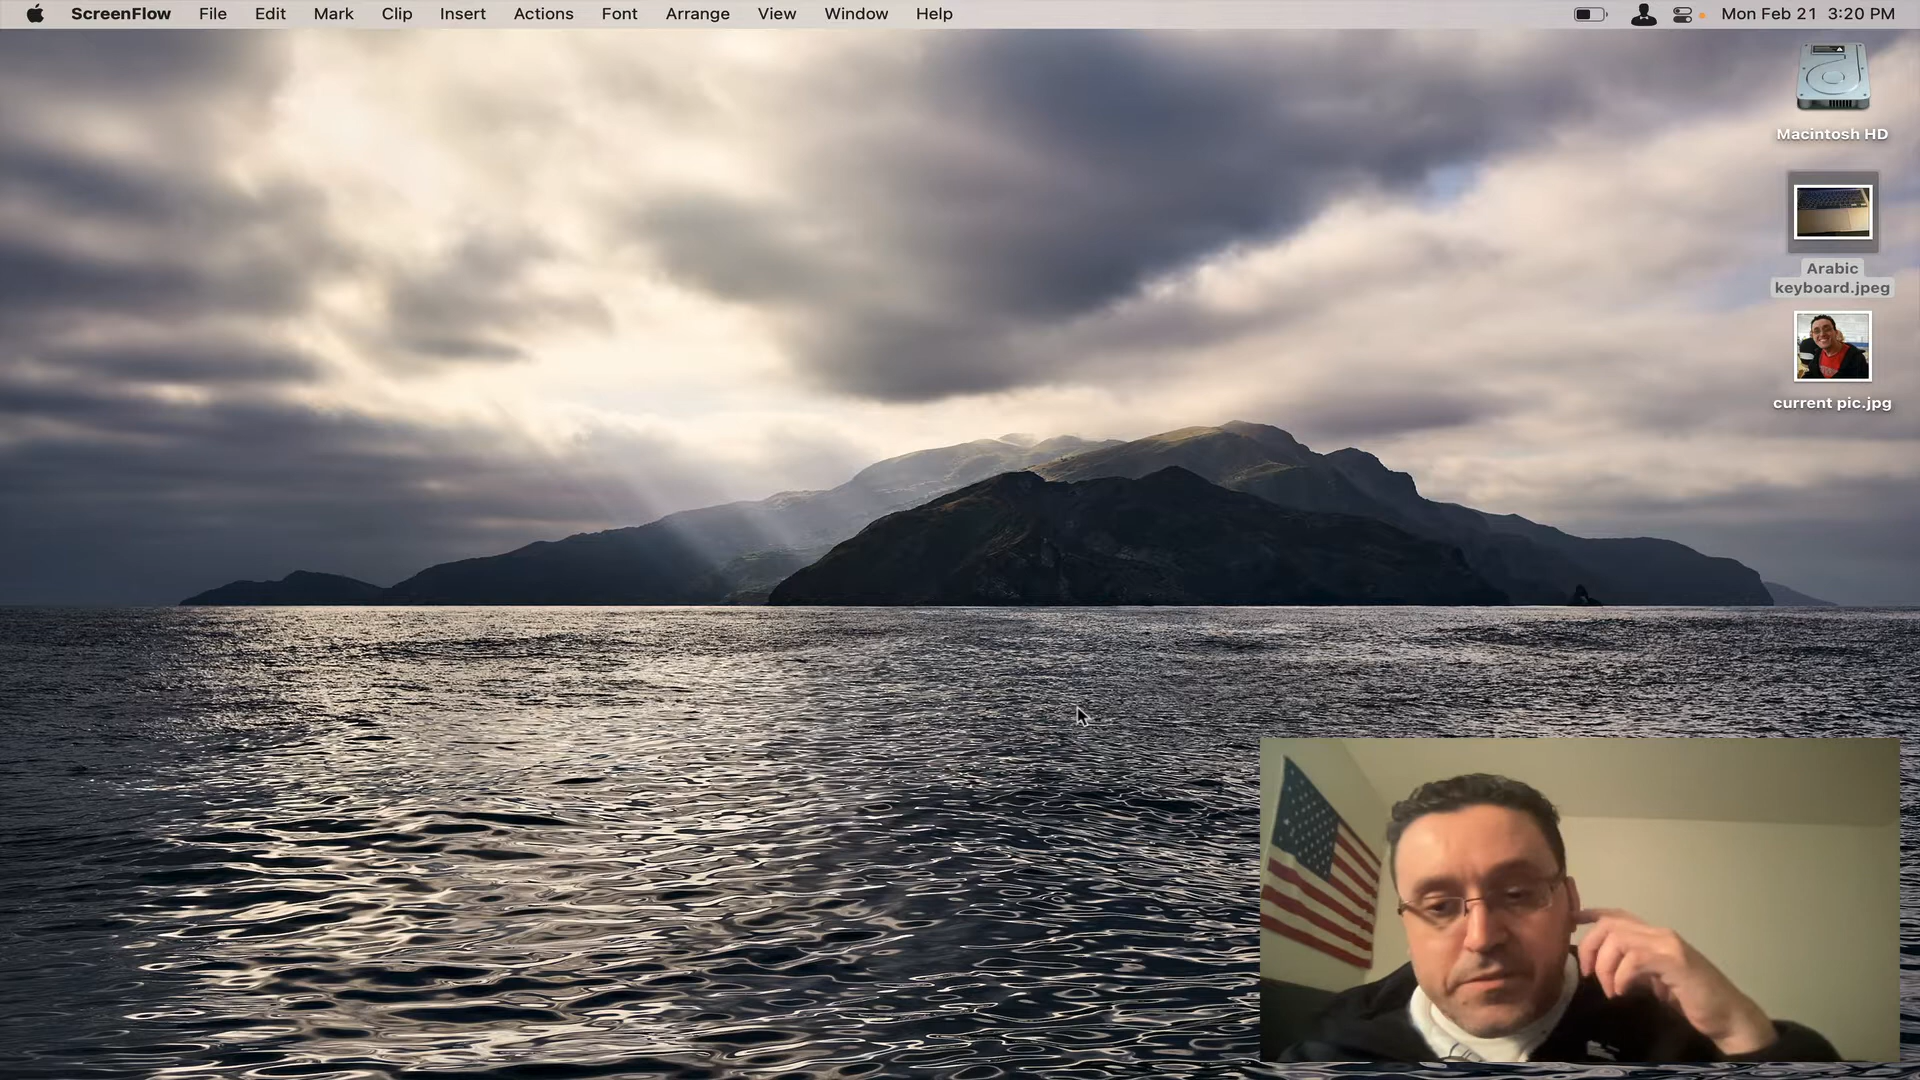 ScreenFlow File Edit Mark Clip Insert Actions Font Arrange View Window Help Mon Feb 21 3:20 PM
Macintosh HD
Arabic
keyboard.jpeg
current pic.jpg